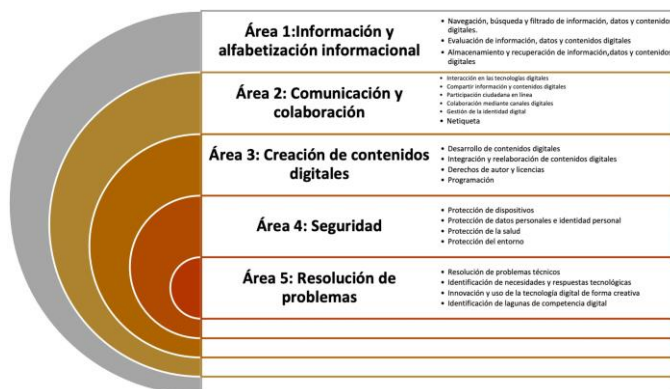 Área 1:Información y
alfabetización informacional
• Navegación, búsqueda y filtrado de información, datos y contenidos
digitales.
• Evaluación de información, datos y contenidos digitales
• Almacenamiento y recuperación de información,datos y contenidos
digitales
Área 2: Comunicación y
colaboración
• Interacción en las tecnologías digitales
• Compartir información y contenidos digitales
• Participación ciudadana en línea
• Colaboración mediante canales digitales
• Gestión de la identidad digital
• Netiqueta
Área 3: Creación de contenidos
digitales
• Desarrollo de contenidos digitales
• Integración y reelaboración de contenidos digitales
• Derechos de autor y licencias
• Programación
Área 4: Seguridad
• Protección de dispositivos
• Protección de datos personales e identidad personal
• Protección de la salud
• Protección del entorno
Área 5: Resolución de
problemas
• Resolución de problemas técnicos
• Identificación de necesidades y respuestas tecnológicas
• Innovación y uso de la tecnología digital de forma creativa
• Identificación de lagunas de competencia digital